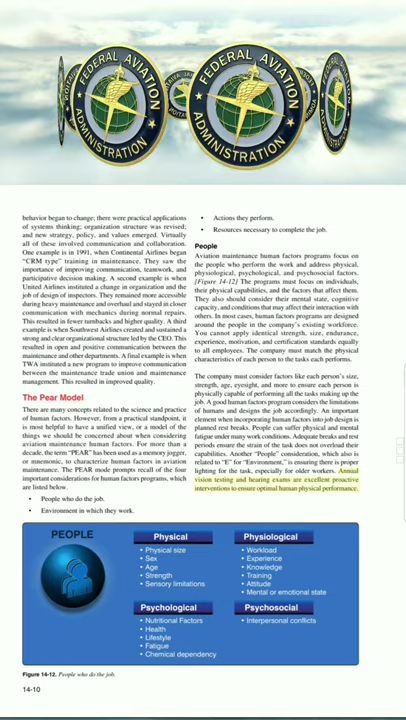 FEDERAL AVIATION
ADMINISTRATION
FEDERAL AVIATION
ADMINISTRATION
behavior began to change; there were practical applications
of systems thinking; organization structure was revised;
and new strategy, policy, and values emerged. Virtually
all of these involved communication and collaboration.
One example is in 1991, when Continental Airlines began
“CRM type” training in maintenance. They saw the
importance of improving communication, teamwork, and
participative decision making. A second example is when
United Airlines instituted a change in organization and the
job of design of inspectors. They remained more accessible
during heavy maintenance and overhaul and stayed in closer
communication with mechanics during normal repairs.
This resulted in fewer turnbacks and higher quality. A third
example is when Southwest Airlines created and sustained a
strong and clear organizational structure led by the CEO. This
resulted in open and positive communication between the
maintenance and other departments. A final example is when
TWA instituted a new program to improve communication
between the maintenance trade union and maintenance
management. This resulted in improved quality.
The Pear Model
There are many concepts related to the science and practice
of human factors. However, from a practical standpoint, it
is most helpful to have a unified view, or a model of the
things we should be concerned about when considering
aviation maintenance human factors. For more than a
decade, the term “PEAR” has been used as a memory jogger,
or mnemonic, to characterize human factors in aviation
maintenance. The PEAR mode prompts recall of the four
important considerations for human factors programs, which
are listed below.
• People who do the job.
• Environment in which they work.
• Actions they perform.
• Resources necessary to complete the job.
People
Aviation maintenance human factors programs focus on
the people who perform the work and address physical,
physiological, psychological, and psychosocial factors.
[Figure 14-12] The programs must focus on individuals,
their physical capabilities, and the factors that affect them.
They also should consider their mental state, cognitive
capacity, and conditions that may affect their interaction with
others. In most cases, human factors programs are designed
around the people in the company’s existing workforce.
You cannot apply identical strength, size, endurance,
experience, motivation, and certification standards equally
to all employees. The company must match the physical
characteristics of each person to the tasks each performs.
The company must consider factors like each person’s size,
strength, age, eyesight, and more to ensure each person is
physically capable of performing all the tasks making up the
job. A good human factors program considers the limitations
of humans and designs the job accordingly. An important
element when incorporating human factors into job design is
planned rest breaks. People can suffer physical and mental
fatigue under many work conditions. Adequate breaks and rest
periods ensure the strain of the task does not overload their
capabilities. Another “People” consideration, which also is
related to “E” for “Environment,” is ensuring there is proper
lighting for the task, especially for older workers. Annual
vision testing and hearing exams are excellent proactive
interventions to ensure optimal human physical performance.
PEOPLE
Physical
• Physical size
• Sex
• Age
• Strength
• Sensory limitations
Physiological
• Workload
• Experience
• Knowledge
• Training
• Attitude
• Mental or emotional state
Psychological
• Nutritional Factors
• Health
• Lifestyle
• Fatigue
• Chemical dependency
Psychosocial
• Interpersonal conflicts
Figure 14-12. People who do the job.
14-10